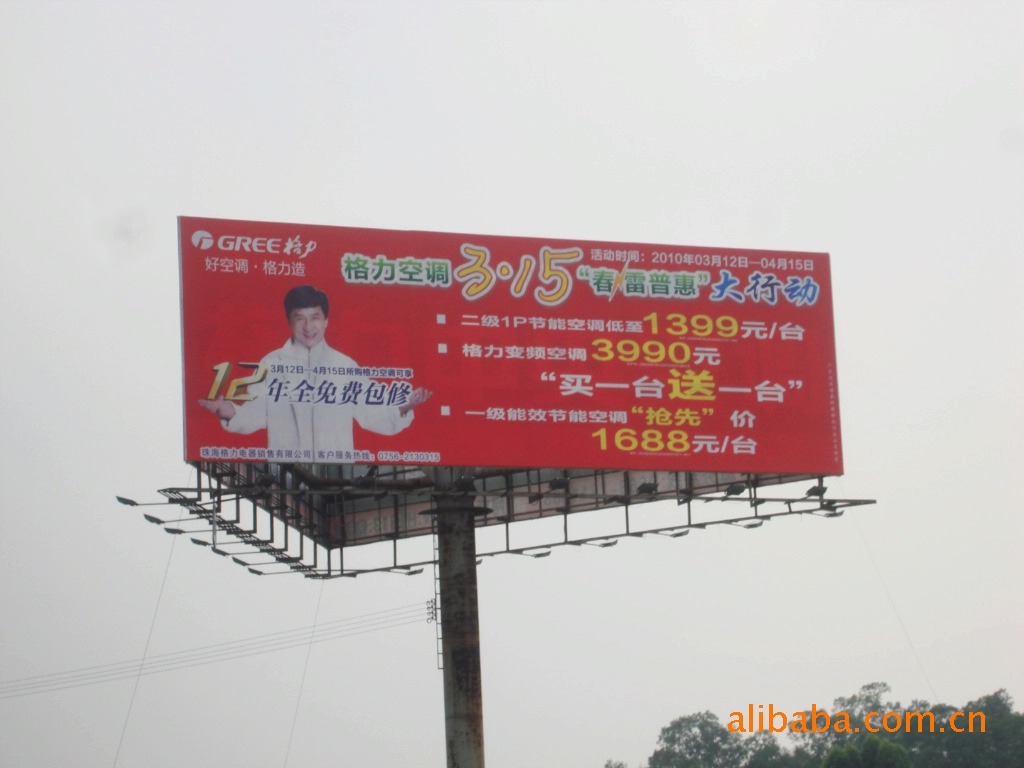 GREE格力
好空调·格力造
活动时间：2010年03月12日—04月15日
格力空调3·15“春雷普惠”大行动
■ 二级1P节能空调低至1399元/台
■ 格力变频空调3990元
“买一台送一台”
■ 一级能效节能空调“抢先”价
1688元/台
3月12日—4月15日所购格力空调可享
12年全免费包修
珠海格力电器销售有限公司 客户服务热线：0756-2130315
alibaba.com.cn